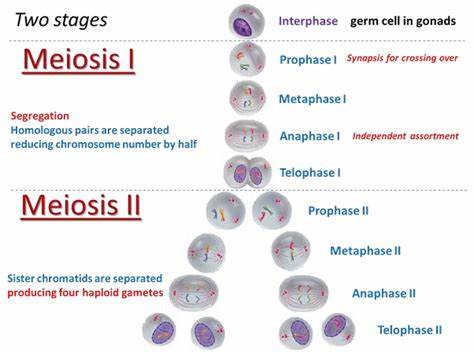 Two stages
Interphase germ cell in gonads
Meiosis I
Prophase I Synapsis for crossing over
Metaphase I
Segregation
Homologous pairs are separated
reducing chromosome number by half
Anaphase I Independent assortment
Telophase I
Meiosis II
Prophase II
Metaphase II
Sister chromatids are separated
producing four haploid gametes
Anaphase II
Telophase II